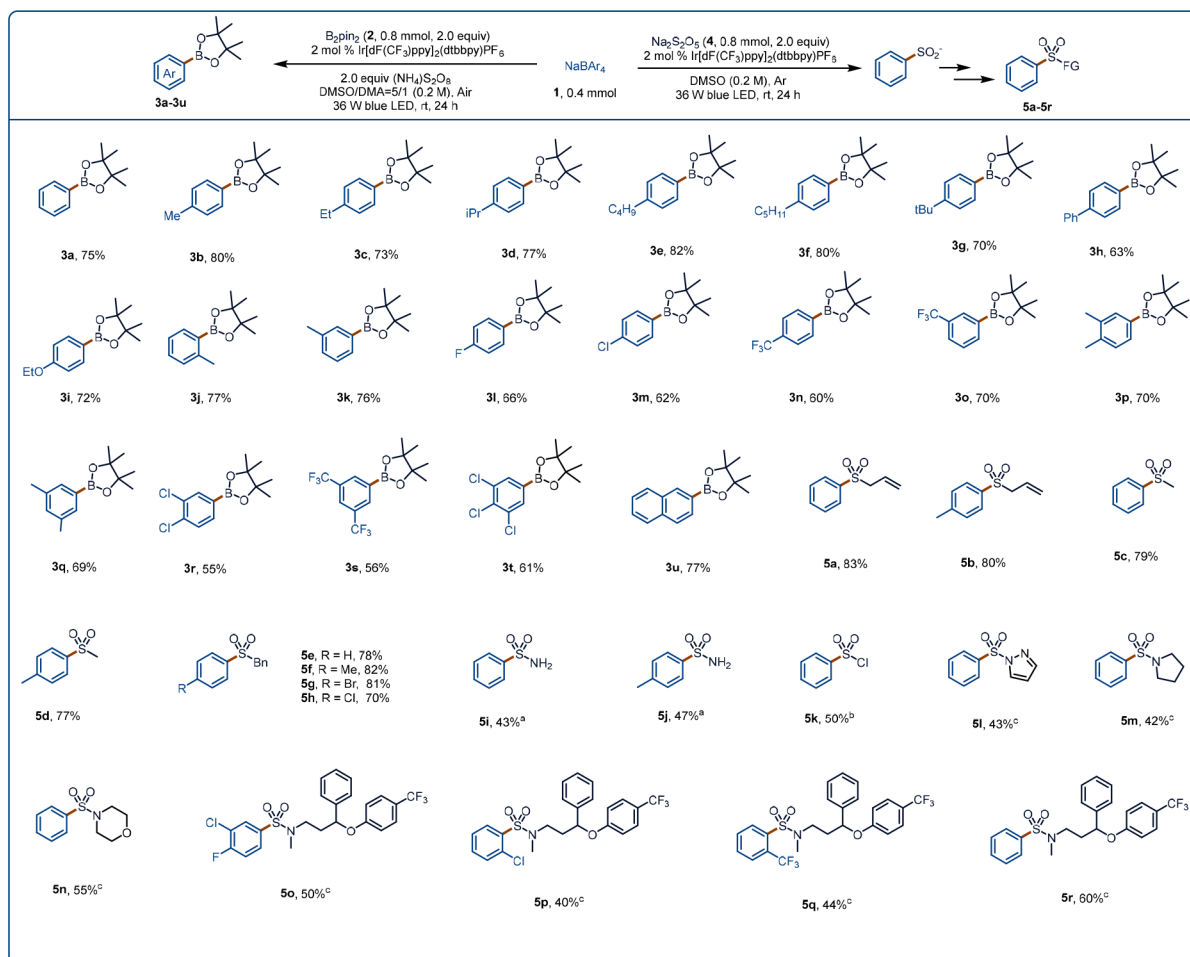 B₂pin₂ (2, 0.8 mmol, 2.0 equiv)
2 mol % Ir[dF(CF₃)ppy]₂(dtbbpy)PF₆
2.0 equiv (NH₄)S₂O₈
DMSO/DMA=5/1 (0.2 M), Air
36 W blue LED, rt, 24 h
NaBAr₄
1, 0.4 mmol
Na₂S₂O₅ (4, 0.8 mmol, 2.0 equiv)
2 mol % Ir[dF(CF₃)ppy]₂(dtbbpy)PF₆
DMSO (0.2 M), Ar
36 W blue LED, rt, 24 h
Ar B O O
3a-3u
SO₂⁻
O O S FG
5a-5r
B O O
Me B O O
Et B O O
iPr B O O
C₄H₉ B O O
C₅H₁₁ B O O
tBu B O O
Ph B O O
3a, 75% 3b, 80% 3c, 73% 3d, 77% 3e, 82% 3f, 80% 3g, 70% 3h, 63%
EtO B O O
B O O
B O O
F B O O
Cl B O O
F₃C B O O
F₃C B O O
B O O
3i, 72% 3j, 77% 3k, 76% 3l, 66% 3m, 62% 3n, 60% 3o, 70% 3p, 70%
B O O
Cl Cl B O O
F₃C CF₃ B O O
Cl Cl Cl B O O
B O O
O O S
O O S
O O S
3q, 69% 3r, 55% 3s, 56% 3t, 61% 3u, 77% 5a, 83% 5b, 80% 5c, 79%
O O S
R O O S Bn
5e, R = H, 78%
5f, R = Me, 82%
5g, R = Br, 81%
5h, R = Cl, 70%
O O S NH₂
O O S NH₂
O O S Cl
O O S N N
O O S N
5d, 77% 5i, 43%ᵃ 5j, 47%ᵃ 5k, 50%ᵇ 5l, 43%ᶜ 5m, 42%ᶜ
O O S N O
Cl F O O S N O CF₃
Cl O O S N O CF₃
CF₃ O O S N O CF₃
O O S N O CF₃
5n, 55%ᶜ 5o, 50%ᶜ 5p, 40%ᶜ 5q, 44%ᶜ 5r, 60%ᶜ